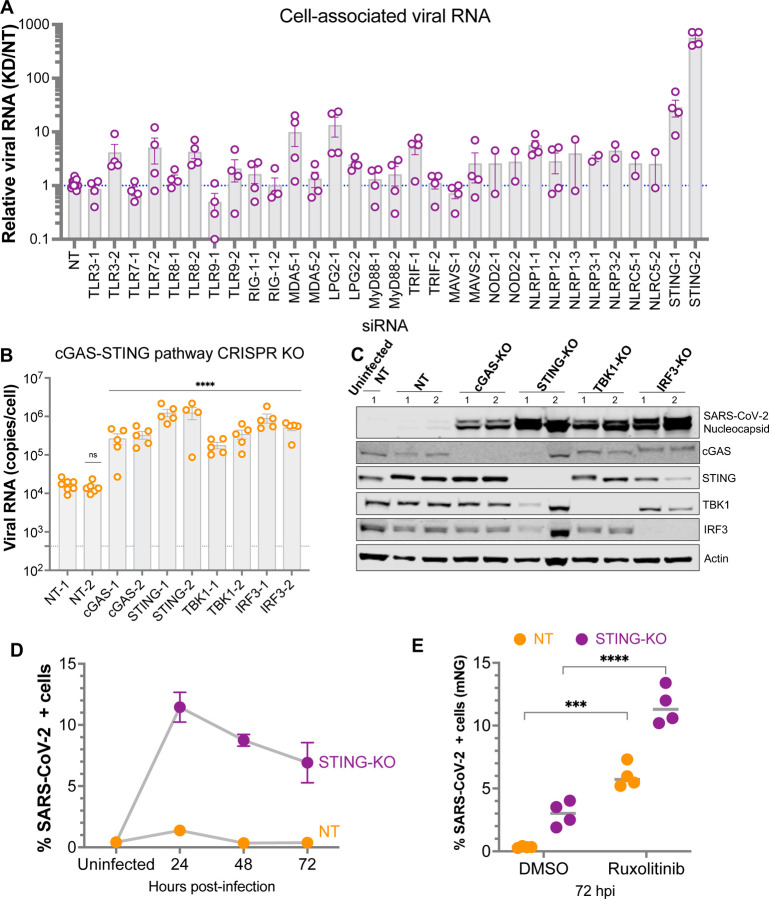 A
Cell-associated viral RNA
Relative viral RNA (KD/NT)
1000
100
10
1
0.1
NT
TLR3-1
TLR3-2
TLR7-1
TLR7-2
TLR8-1
TLR8-2
TLR9-1
TLR9-2
RIG-1-1
RIG-1-2
MDA5-1
MDA5-2
LPG2-1
LPG2-2
MyD88-1
MyD88-2
TRIF-1
TRIF-2
MAVS-1
MAVS-2
NOD2-1
NOD2-2
NLRP1-1
NLRP1-2
NLRP1-3
NLRP3-1
NLRP3-2
NLRC5-1
NLRC5-2
STING-1
STING-2
siRNA
B
cGAS-STING pathway CRISPR KO
Viral RNA (copies/cell)
10⁷
10⁶
10⁵
10⁴
10³
10²
ns
****
NT-1
NT-2
cGAS-1
cGAS-2
STING-1
STING-2
TBK1-1
TBK1-2
IRF3-1
IRF3-2
C
Uninfected
NT
NT
cGAS-KO
STING-KO
TBK1-KO
IRF3-KO
1 2 1 2 1 2 1 2 1 2
SARS-CoV-2
Nucleocapsid
cGAS
STING
TBK1
IRF3
Actin
D
% SARS-CoV-2 + cells
15
10
5
0
STING-KO
NT
Uninfected 24 48 72
Hours post-infection
E
NT STING-KO
% SARS-CoV-2 + cells (mNG)
15
10
5
0
****
***
DMSO Ruxolitinib
72 hpi